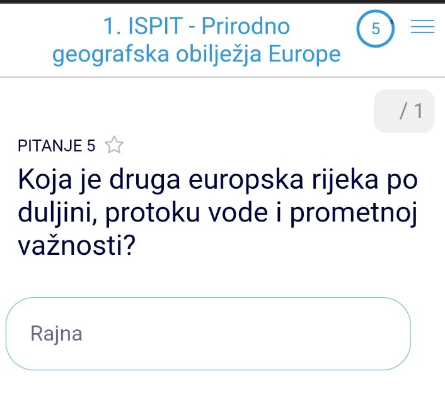 1. ISPIT - Prirodno
geografska obilježja Europe
5
/ 1
PITANJE 5
Koja je druga europska rijeka po
duljini, protoku vode i prometnoj
važnosti?
Rajna